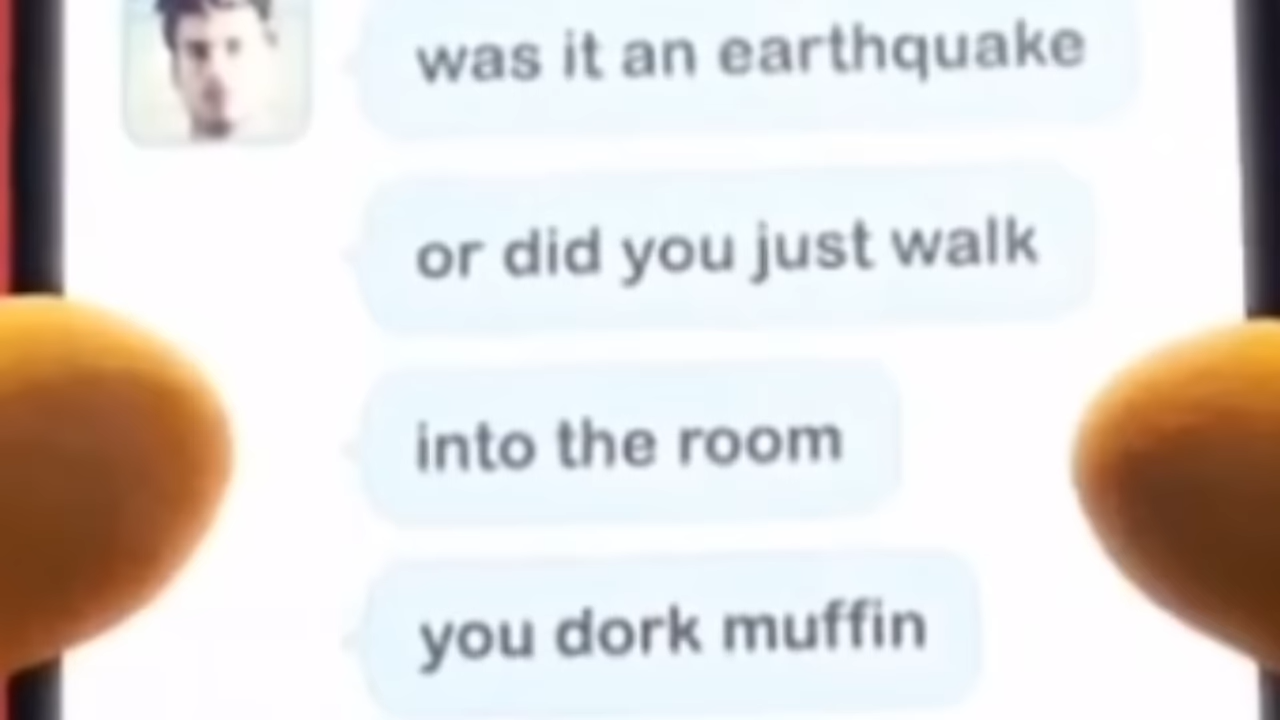 was it an earthquake
or did you just walk
into the room
you dork muffin